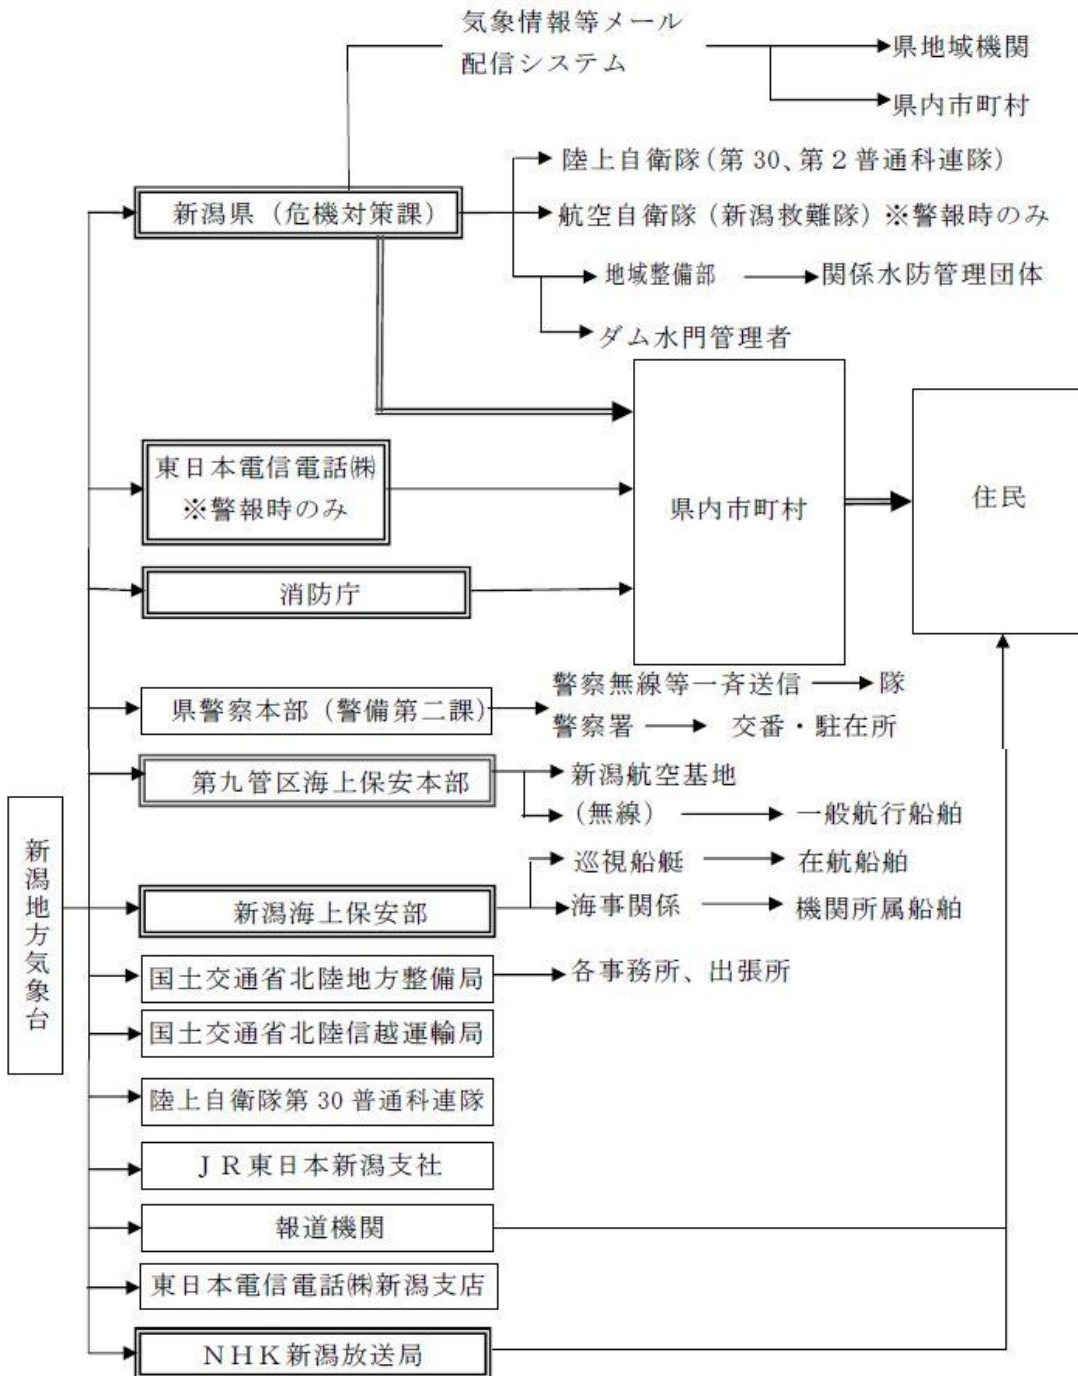 気象情報等メール
配信システム
県地域機関
県内市町村
陸上自衛隊（第30、第２普通科連隊）
新潟県（危機対策課）
航空自衛隊（新潟救難隊）※警報時のみ
地域整備部
関係水防管理団体
ダム水門管理者
東日本電信電話㈱
※警報時のみ
県内市町村
住民
消防庁
警察無線等一斉送信
隊
県警察本部（警備第二課）
警察署
交番・駐在所
第九管区海上保安本部
新潟航空基地
（無線）
一般航行船舶
新潟地方気象台
巡視船艇
在航船舶
新潟海上保安部
海事関係
機関所属船舶
国土交通省北陸地方整備局
各事務所、出張所
国土交通省北陸信越運輸局
陸上自衛隊第30普通科連隊
ＪＲ東日本新潟支社
報道機関
東日本電信電話㈱新潟支店
ＮＨＫ新潟放送局